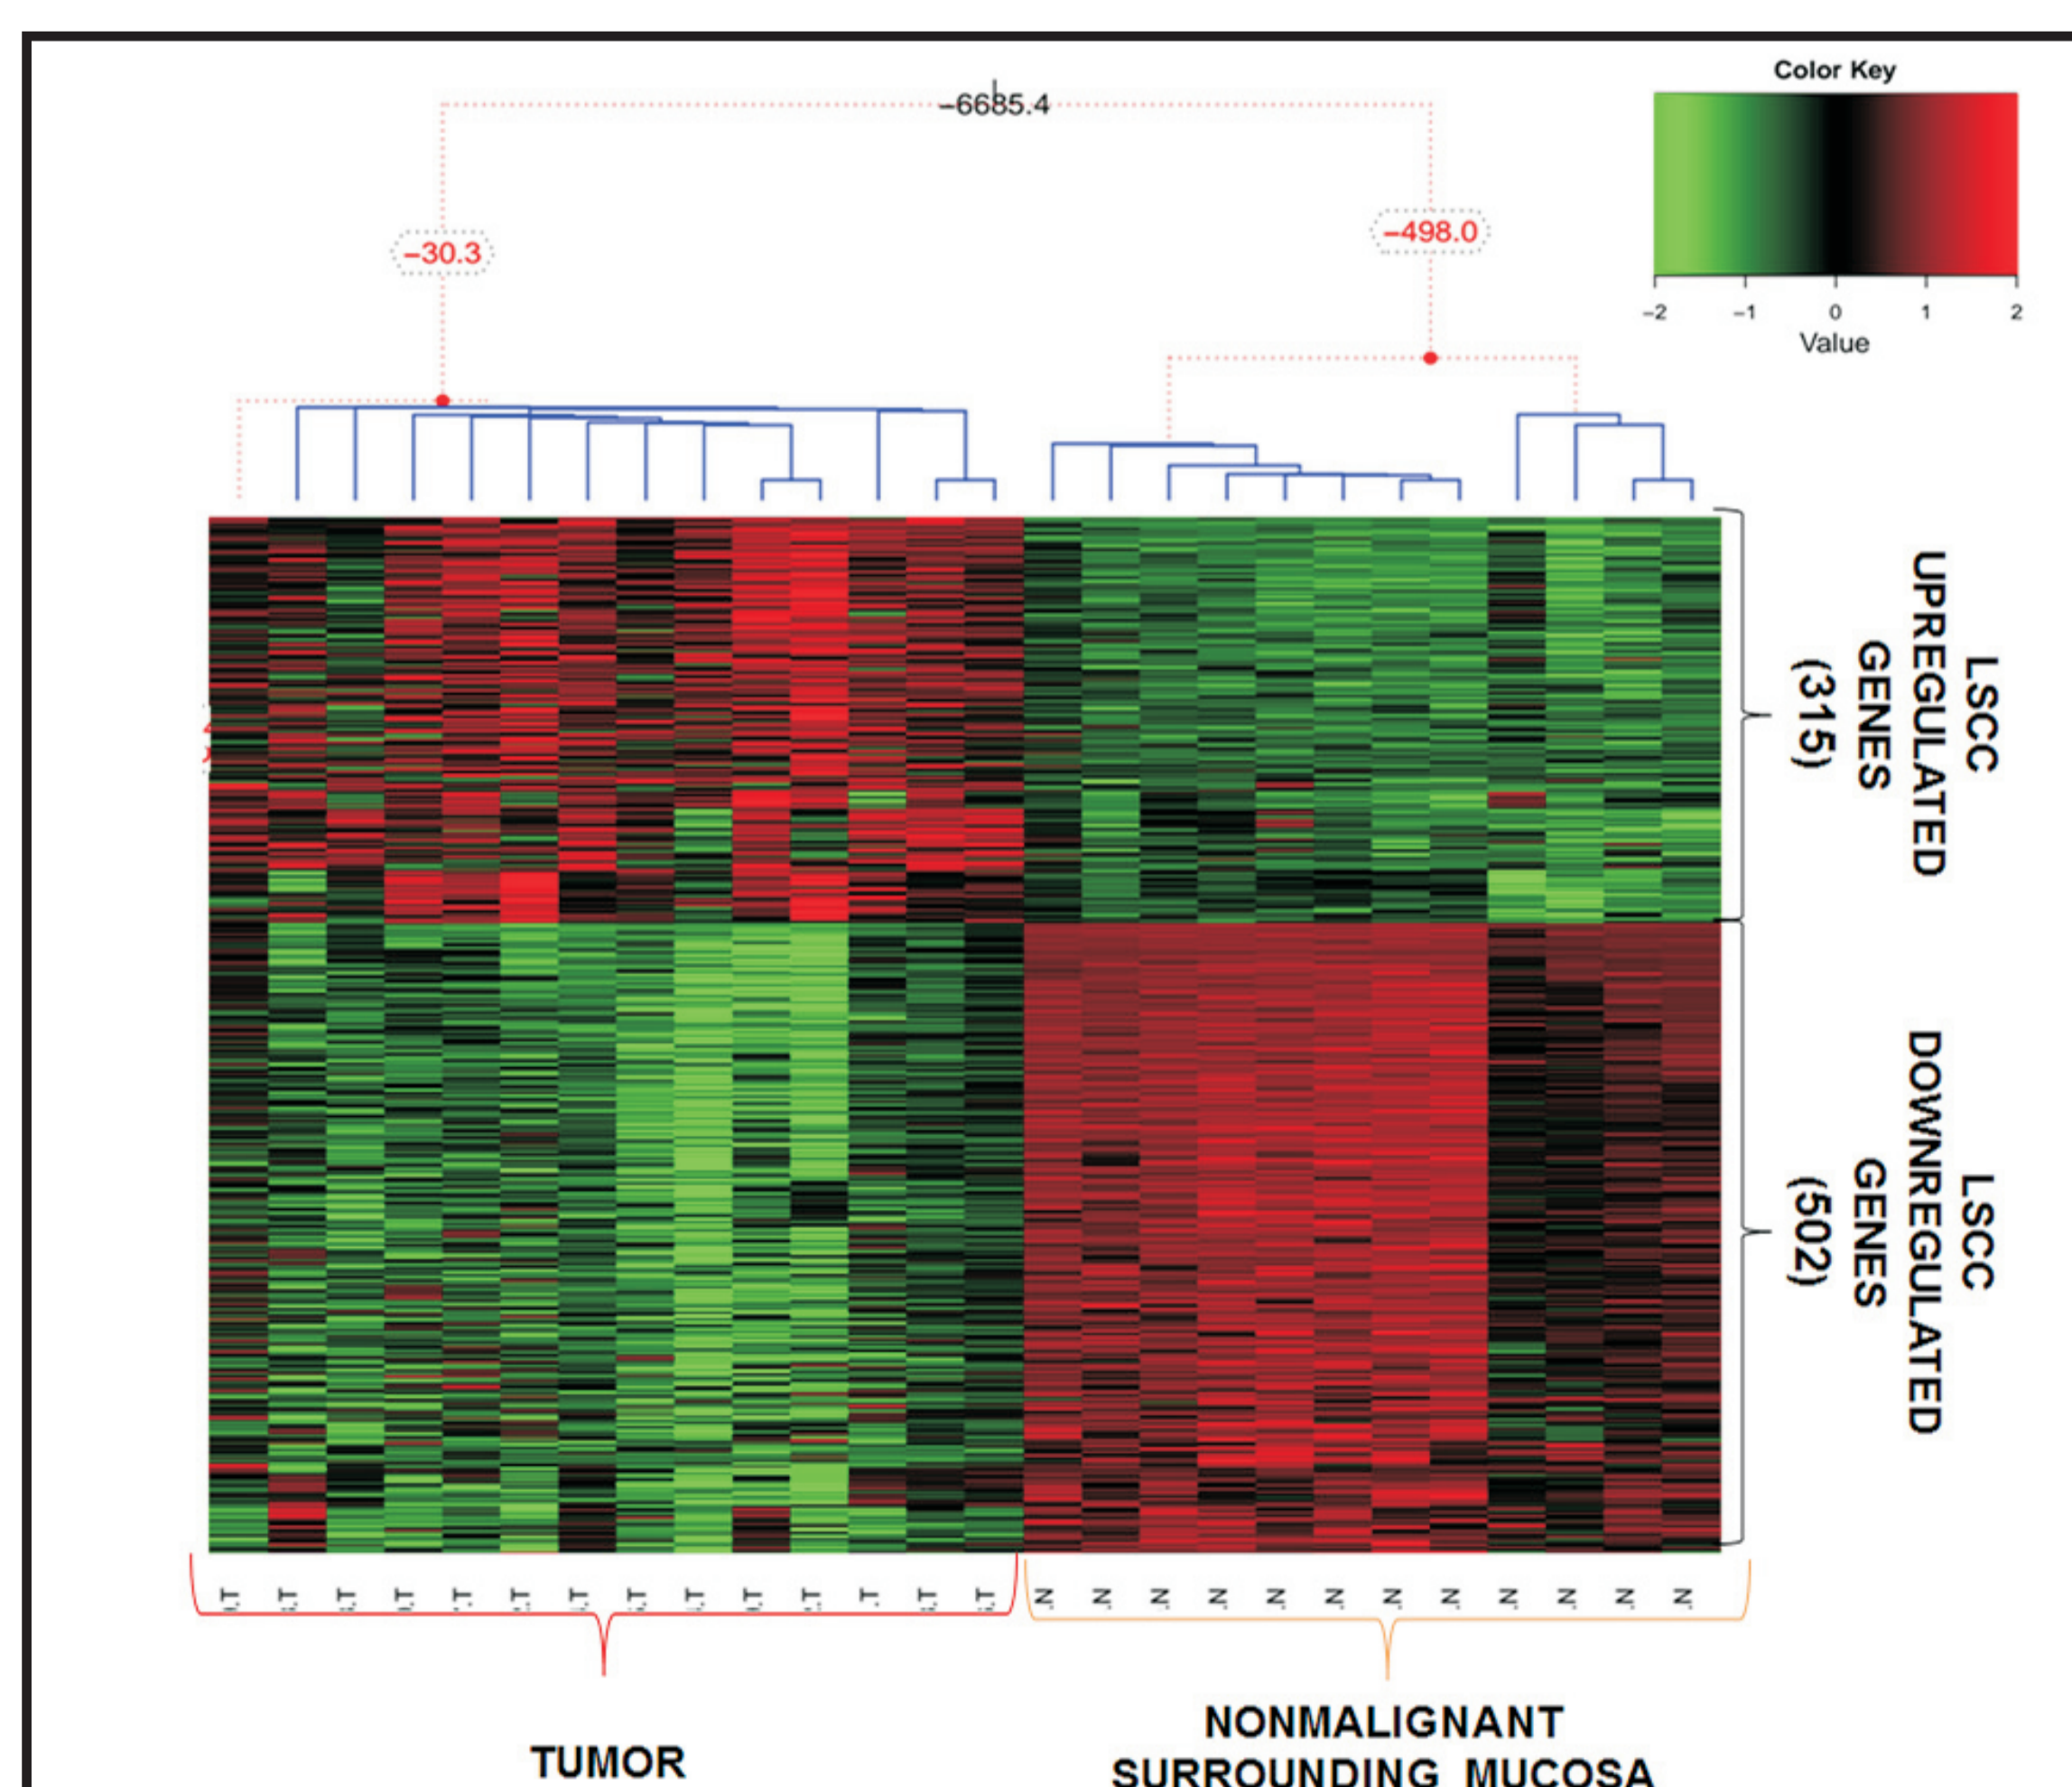 Color Key
-6685.4
-30.3
-498.0
-2 -1 0 1 2
Value
LSCC
UPREGULATED
GENES
(315)
LSCC
DOWNREGULATED
GENES
(502)
.T .T .T .T .T .T .T .T .T .T .T .T .T .T .N .N .N .N .N .N .N .N .N .N .N .N
TUMOR
NONMALIGNANT
SURROUNDING MUCOSA